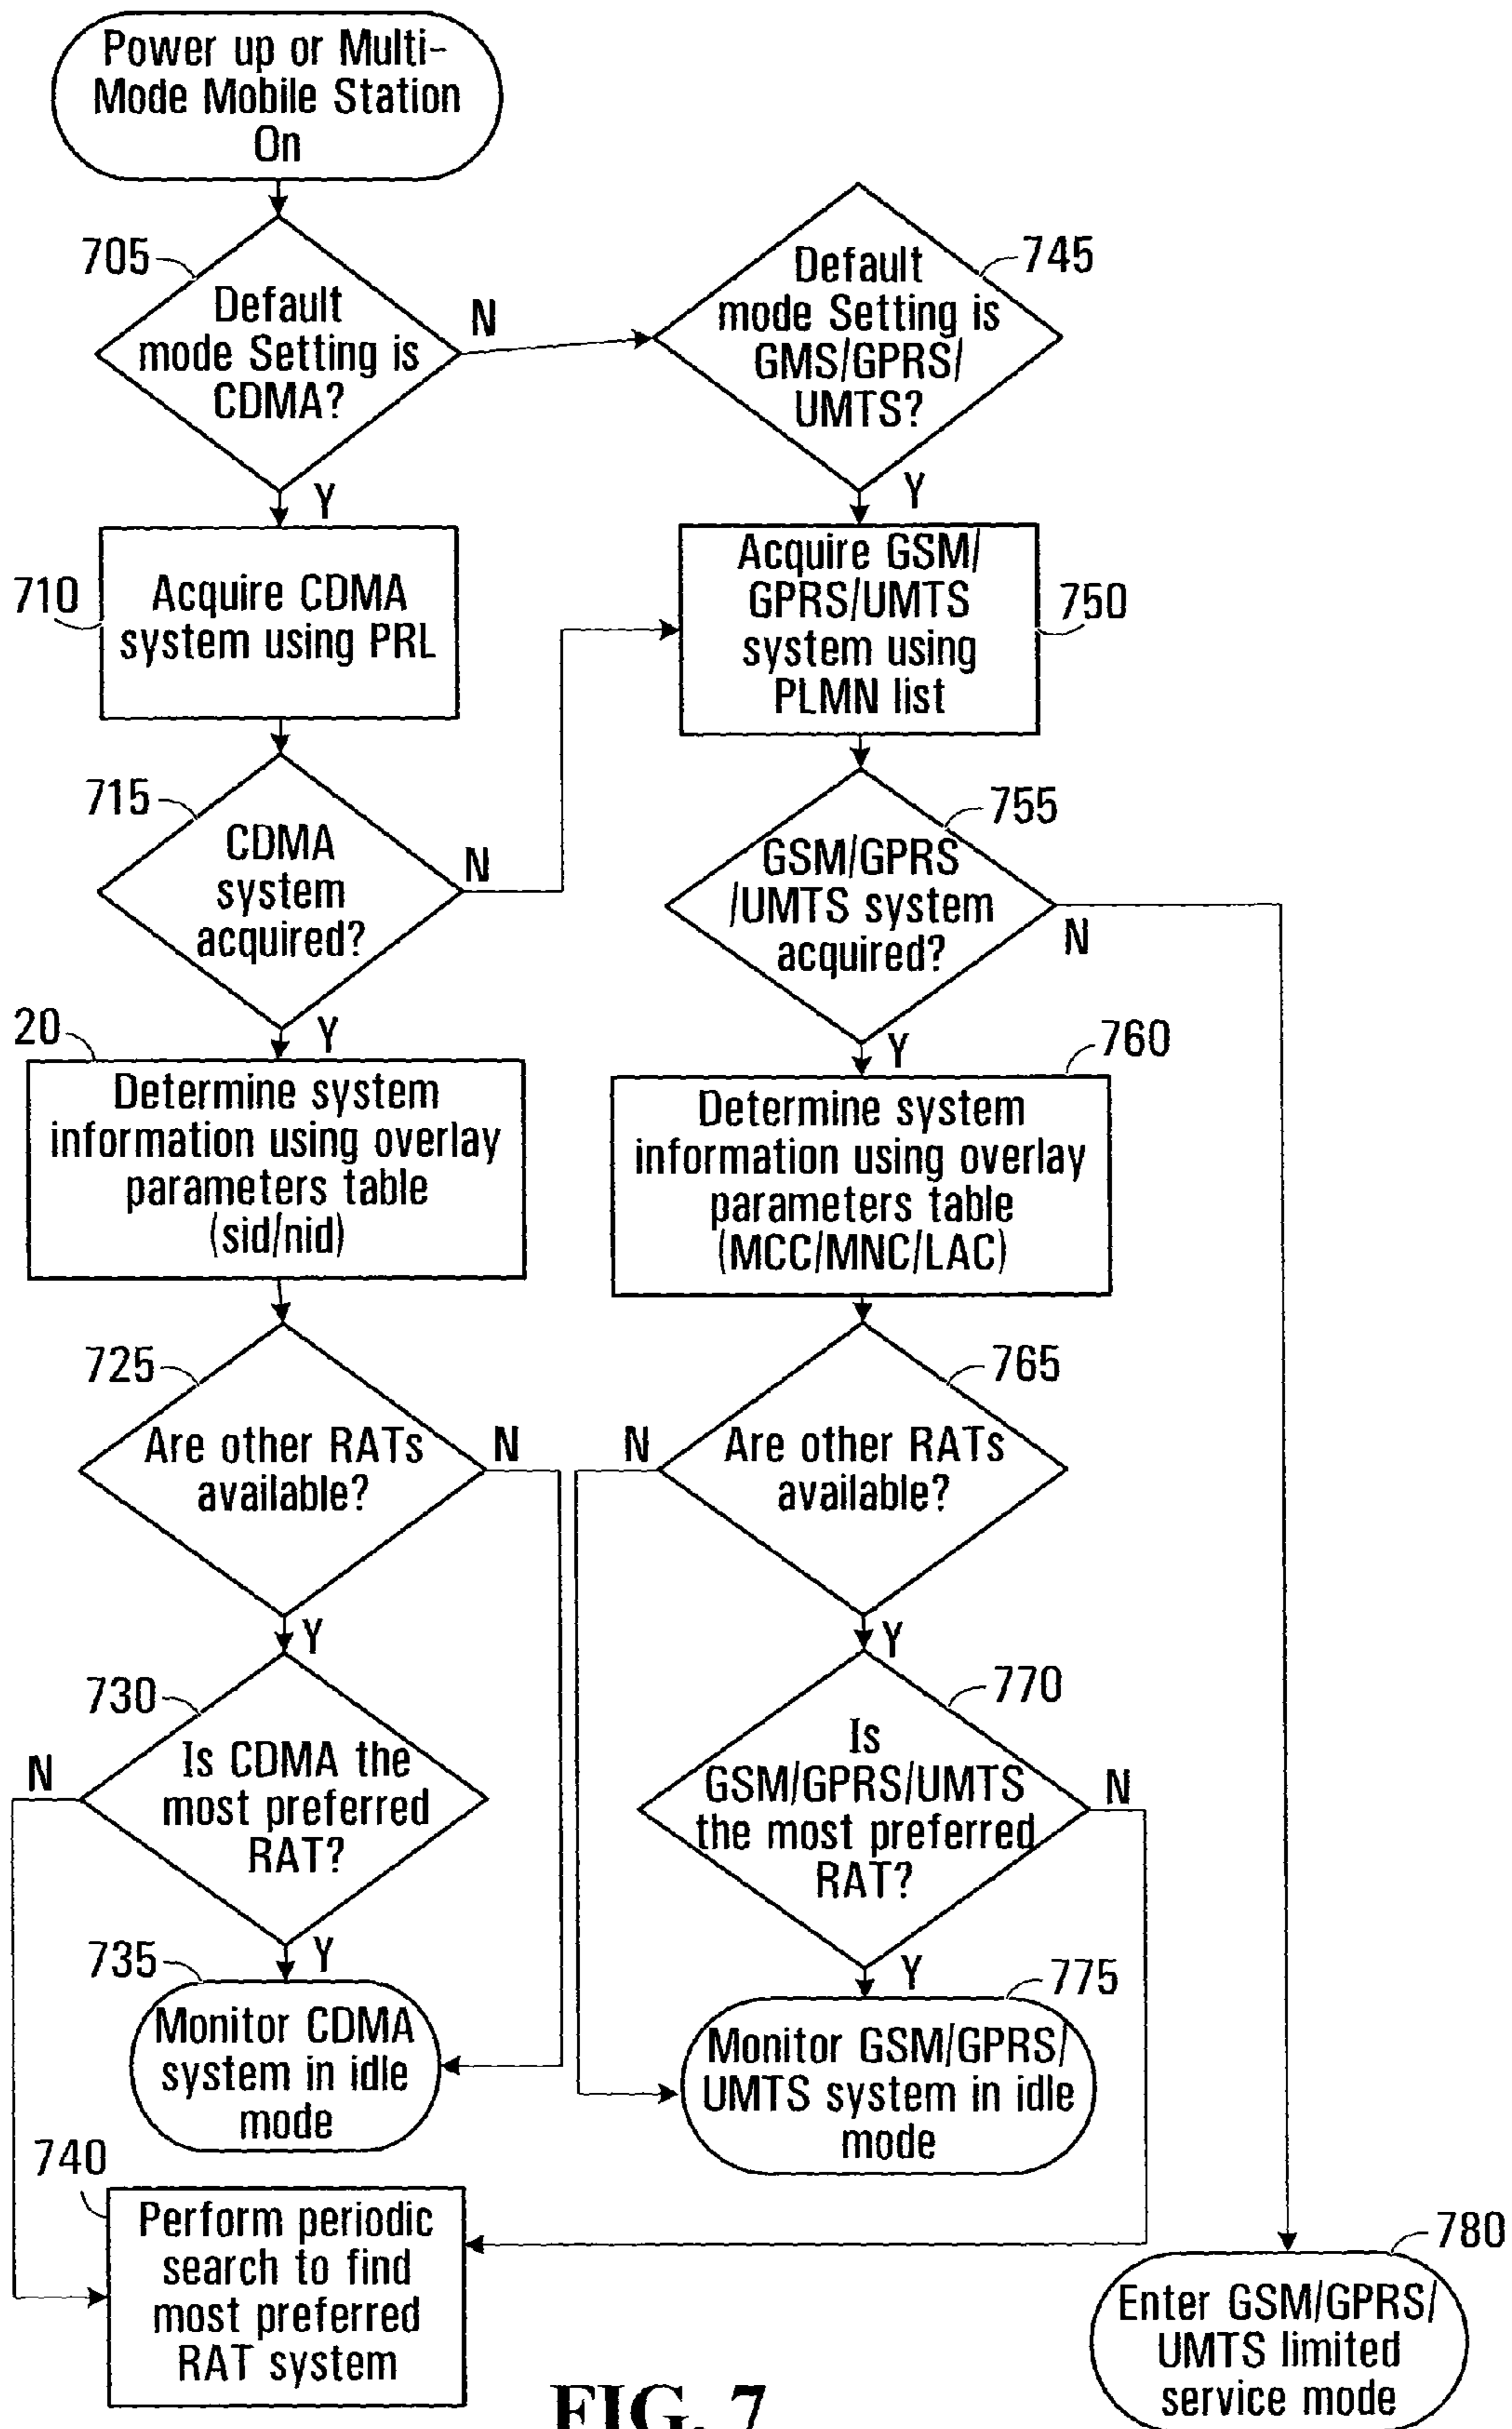 Power up or Multi-
Mode Mobile Station
On
705
Default
mode Setting is
CDMA?
N
Y
745
Default
mode Setting is
GMS/GPRS/
UMTS?
Y
710
Acquire CDMA
system using PRL
Acquire GSM/
GPRS/UMTS
system using
PLMN list
750
715
CDMA
system
acquired?
N
Y
755
GSM/GPRS
/UMTS system
acquired?
N
Y
20
Determine system
information using overlay
parameters table
(sid/nid)
760
Determine system
information using overlay
parameters table
(MCC/MNC/LAC)
725
Are other RATs
available?
N
Y
765
N
Are other RATs
available?
Y
730
N
Is CDMA the
most preferred
RAT?
Y
770
Is
GSM/GPRS/UMTS
the most preferred
RAT?
N
Y
735
Monitor CDMA
system in idle
mode
775
Monitor GSM/GPRS/
UMTS system in idle
mode
740
Perform periodic
search to find
most preferred
RAT system
780
Enter GSM/GPRS/
UMTS limited
service mode
FIG. 7